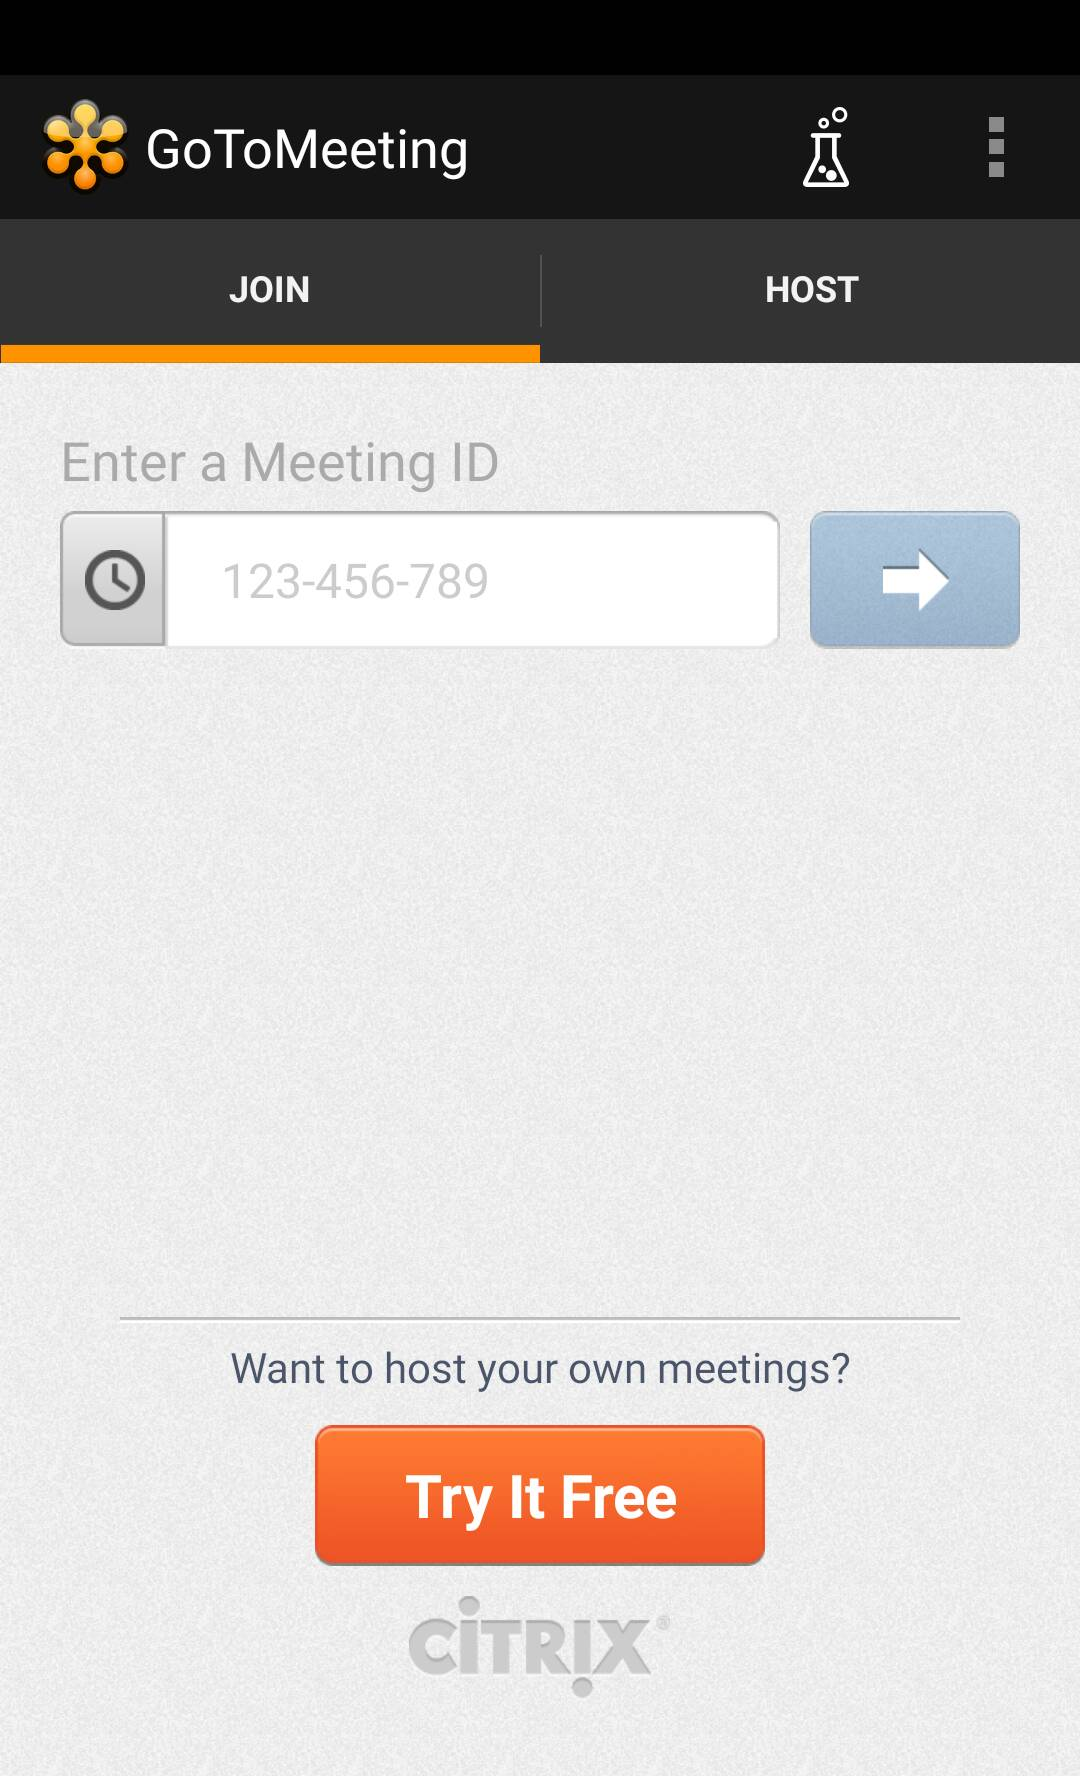 GoToMeeting
JOIN
HOST
Enter a Meeting ID
123-456-789
Want to host your own meetings?
Try It Free
CiTRIX®